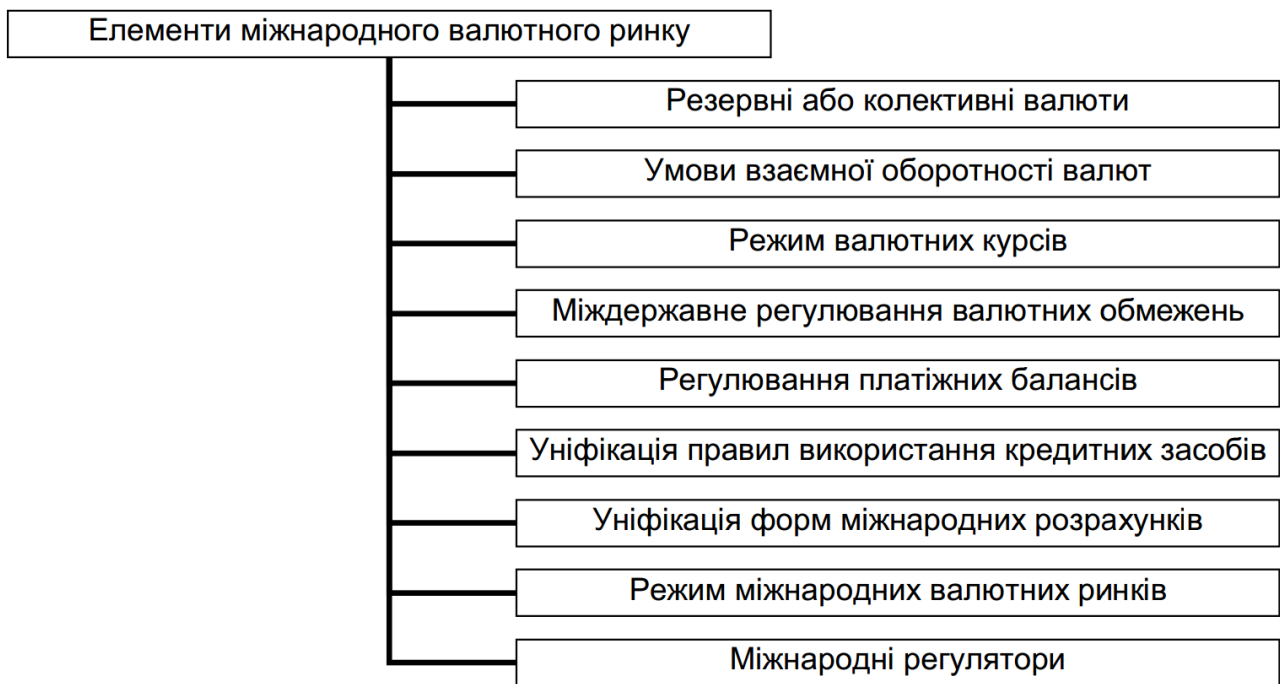 Елементи міжнародного валютного ринку
Резервні або колективні валюти
Умови взаємної оборотності валют
Режим валютних курсів
Міждержавне регулювання валютних обмежень
Регулювання платіжних балансів
Уніфікація правил використання кредитних засобів
Уніфікація форм міжнародних розрахунків
Режим міжнародних валютних ринків
Міжнародні регулятори